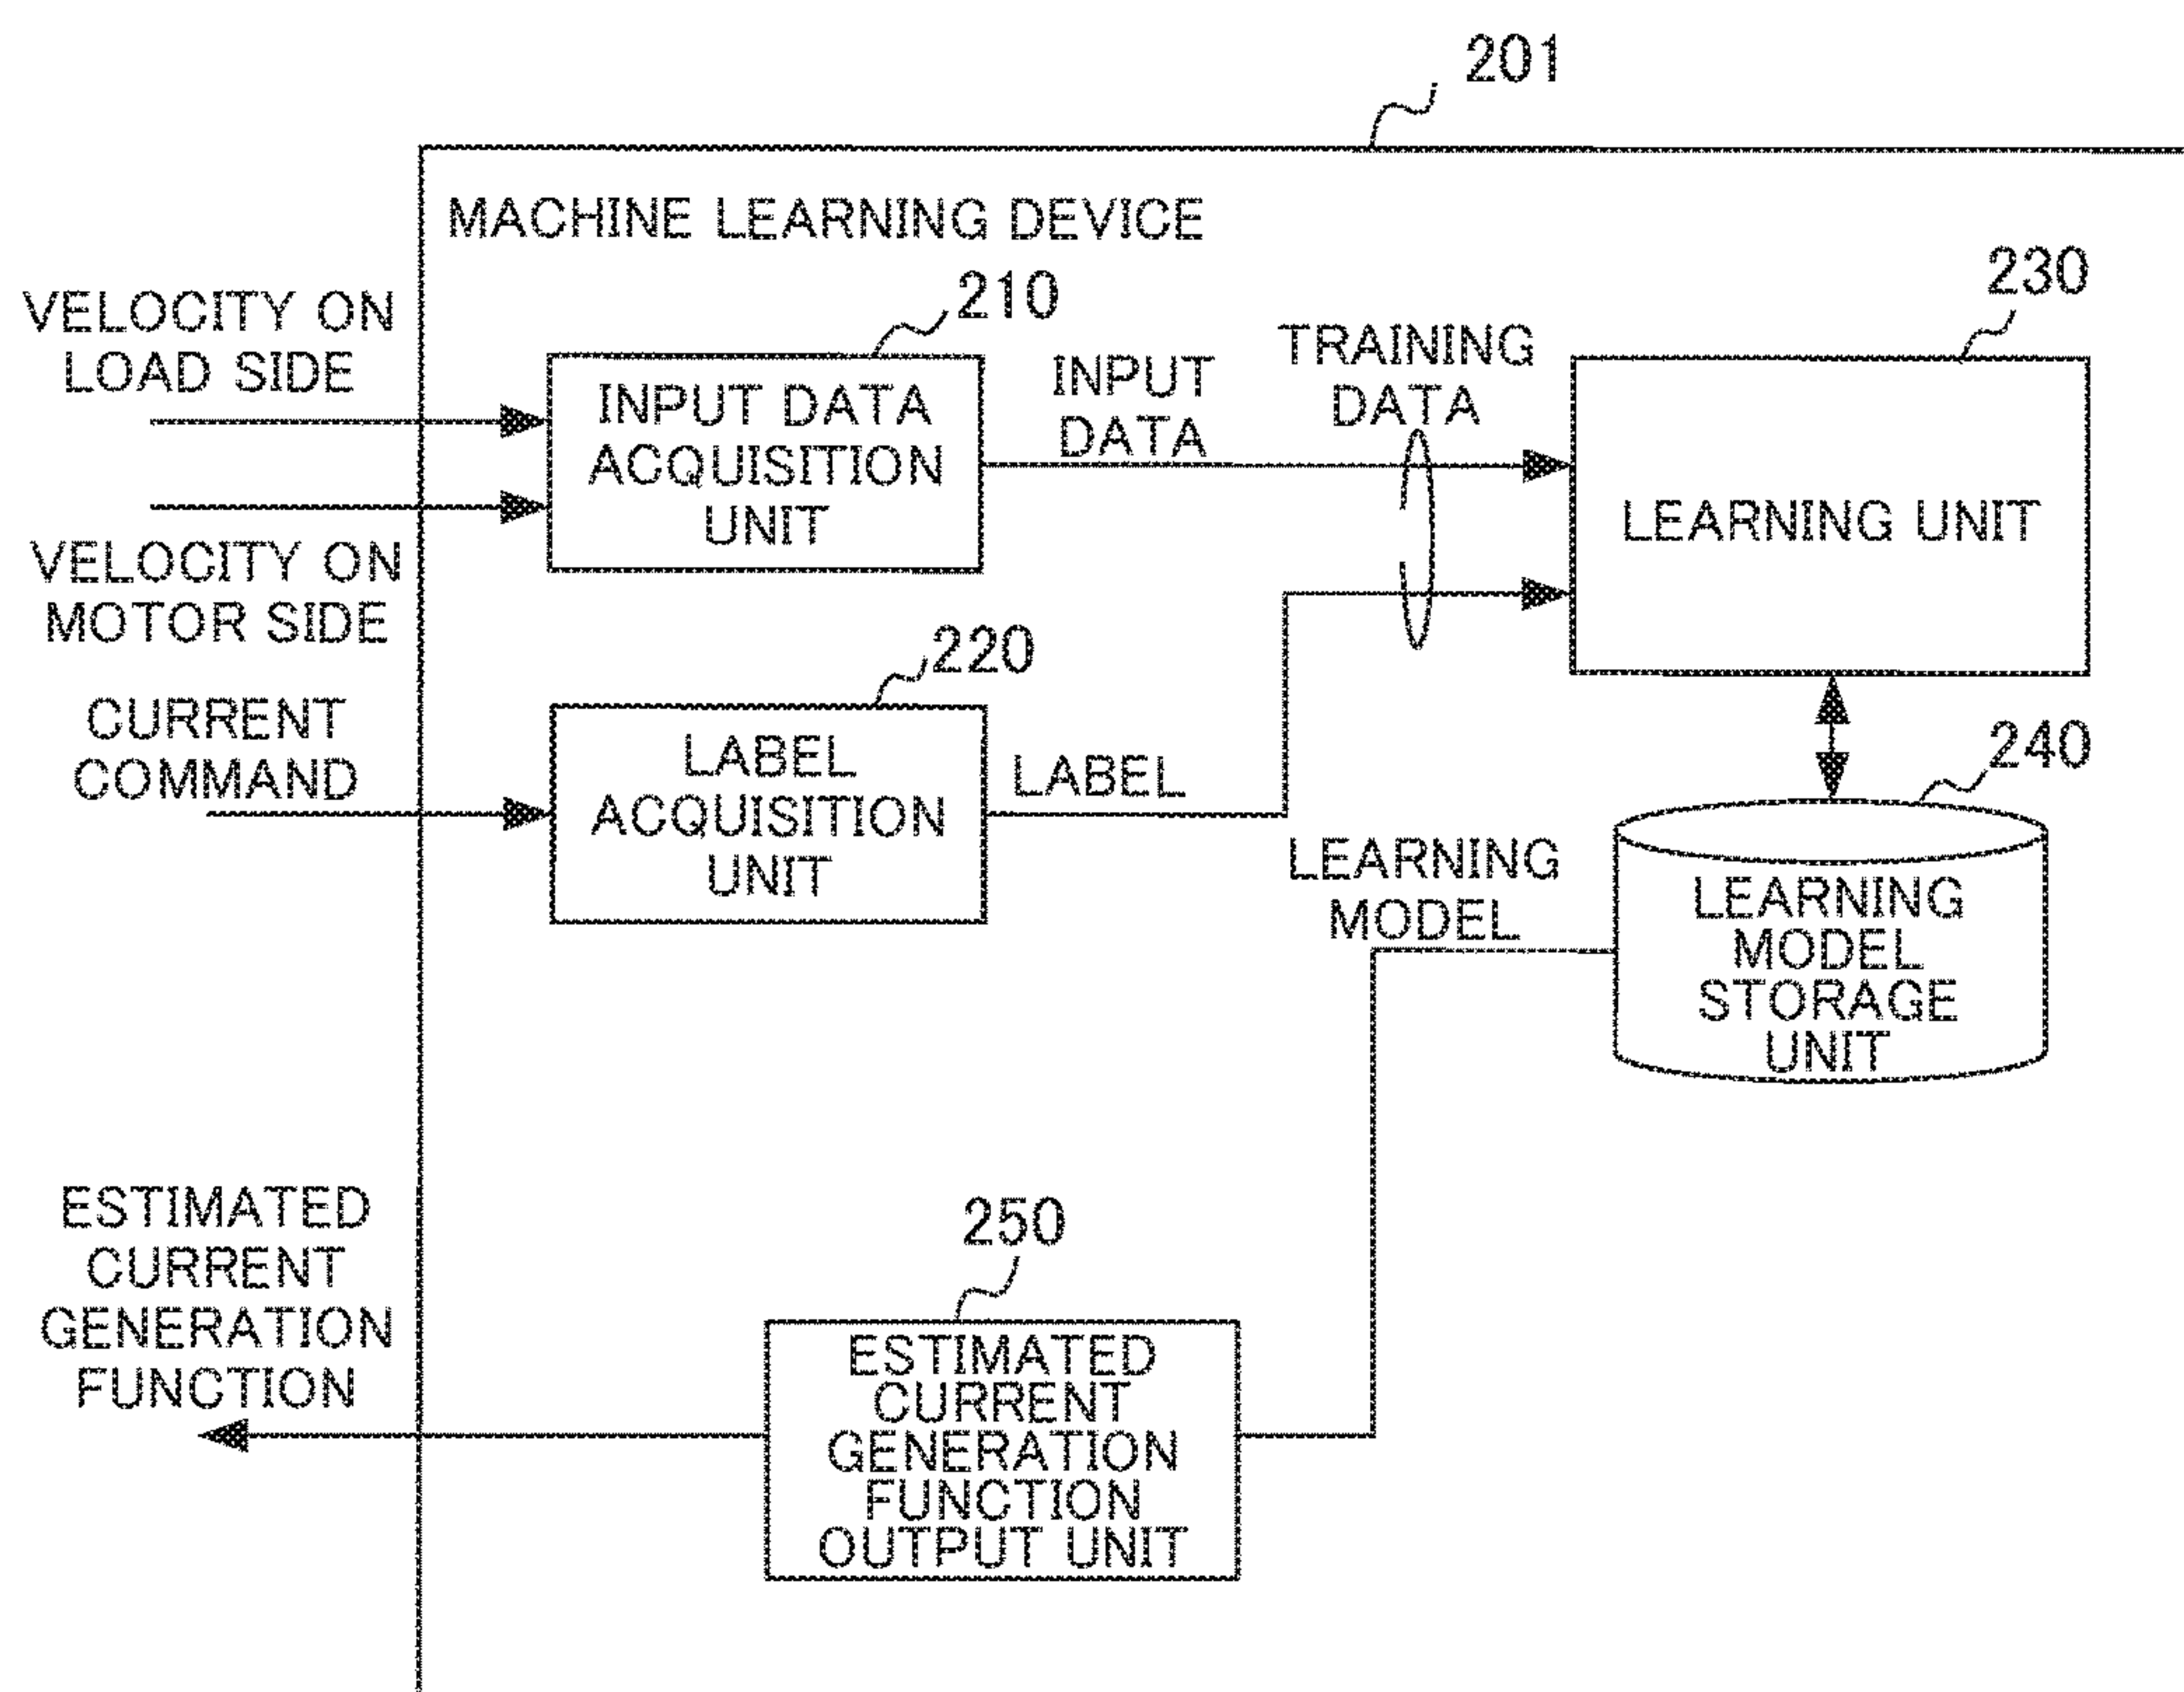 201
MACHINE LEARNING DEVICE
VELOCITY ON
LOAD SIDE
VELOCITY ON
MOTOR SIDE
CURRENT
COMMAND
210
INPUT DATA
ACQUISITION
UNIT
INPUT
DATA
TRAINING
DATA
230
LEARNING UNIT
220
LABEL
ACQUISITION
UNIT
LABEL
240
LEARNING
MODEL
STORAGE
UNIT
LEARNING
MODEL
250
ESTIMATED
CURRENT
GENERATION
FUNCTION
OUTPUT UNIT
ESTIMATED
CURRENT
GENERATION
FUNCTION